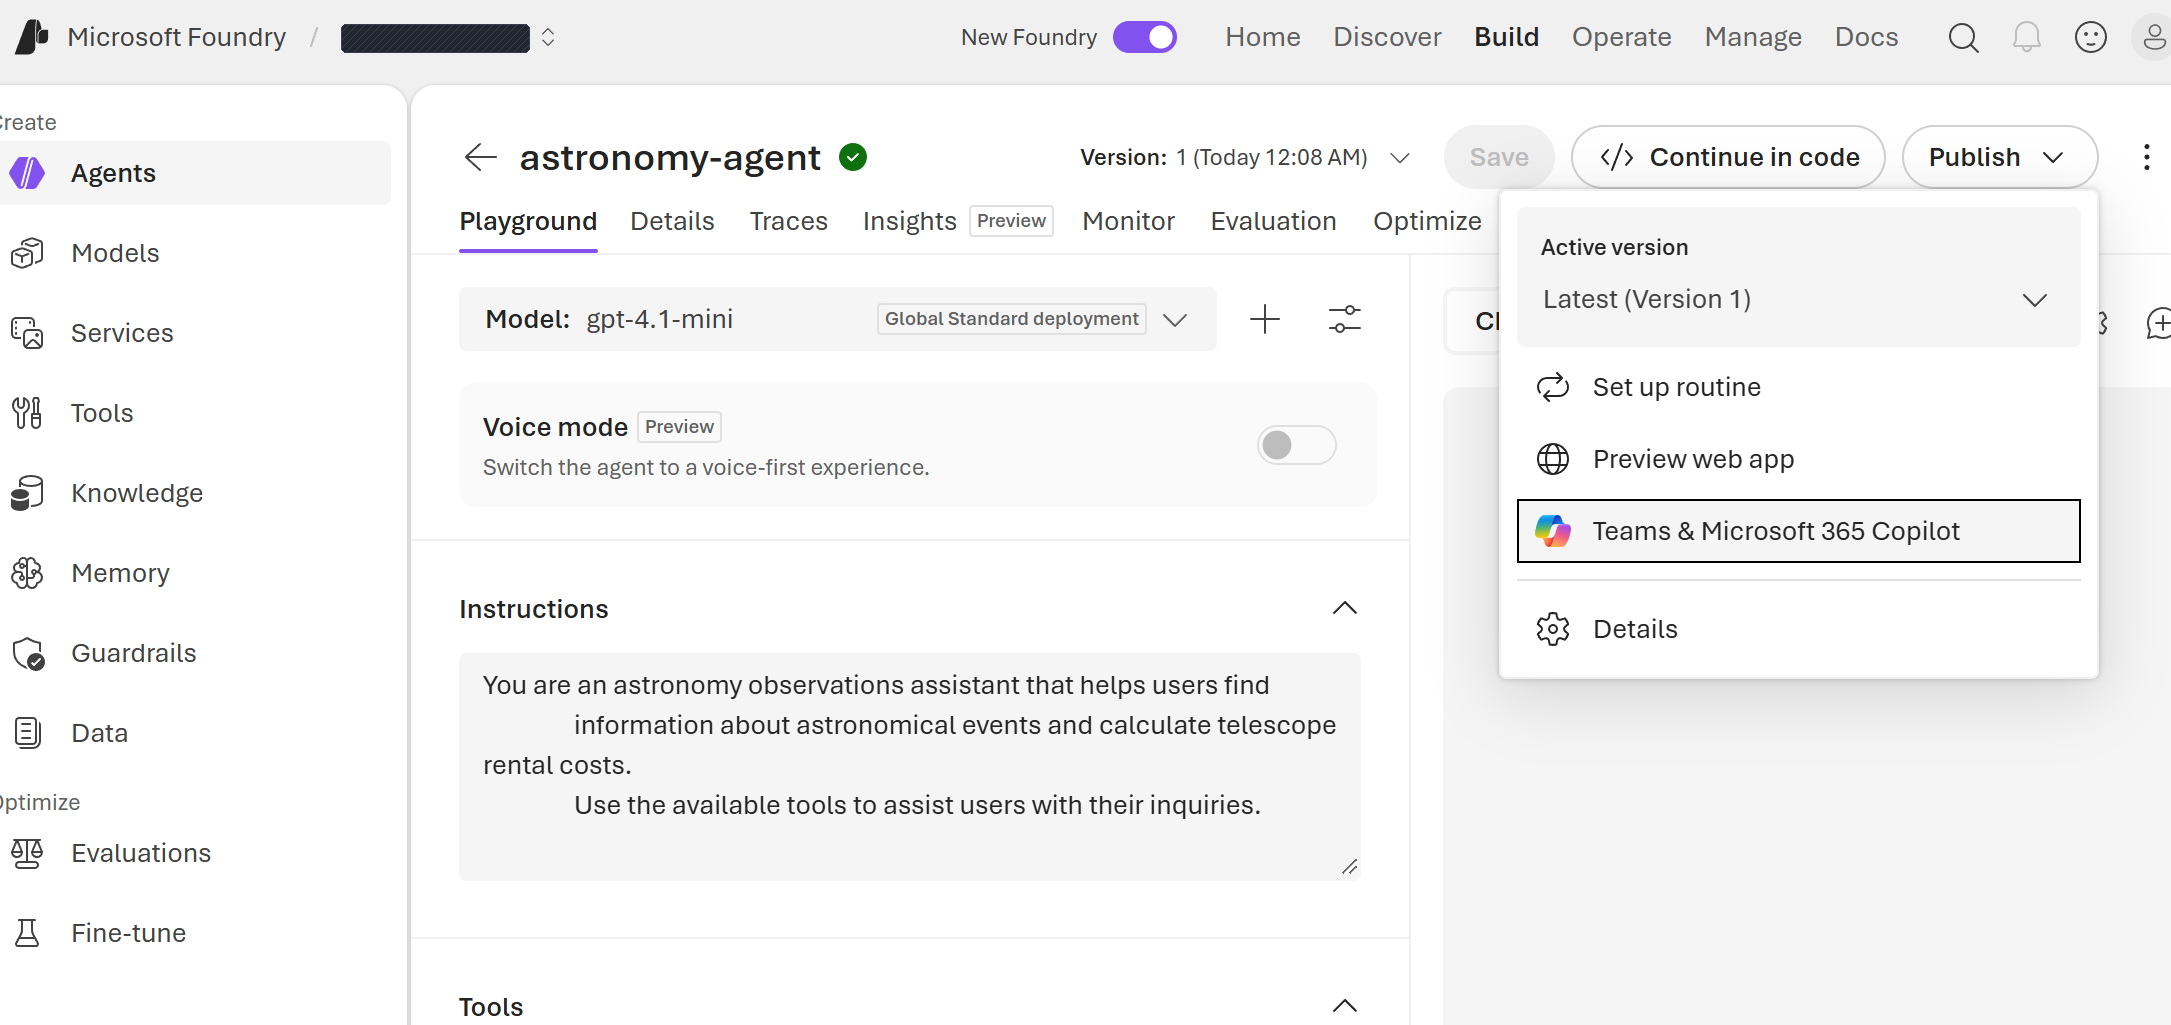 Microsoft Foundry /
New Foundry
Home
Discover
Build
Operate
Manage
Docs
Create
Agents
Models
Services
Tools
Knowledge
Memory
Guardrails
Data
Optimize
Evaluations
Fine-tune
astronomy-agent
Version: 1 (Today 12:08 AM)
Save
</> Continue in code
Publish
Playground
Details
Traces
Insights
Preview
Monitor
Evaluation
Optimize
Model: gpt-4.1-mini
Global Standard deployment
Voice mode
Preview
Switch the agent to a voice-first experience.
Instructions
You are an astronomy observations assistant that helps users find
information about astronomical events and calculate telescope
rental costs.
Use the available tools to assist users with their inquiries.
Tools
Active version
Latest (Version 1)
Set up routine
Preview web app
Teams & Microsoft 365 Copilot
Details